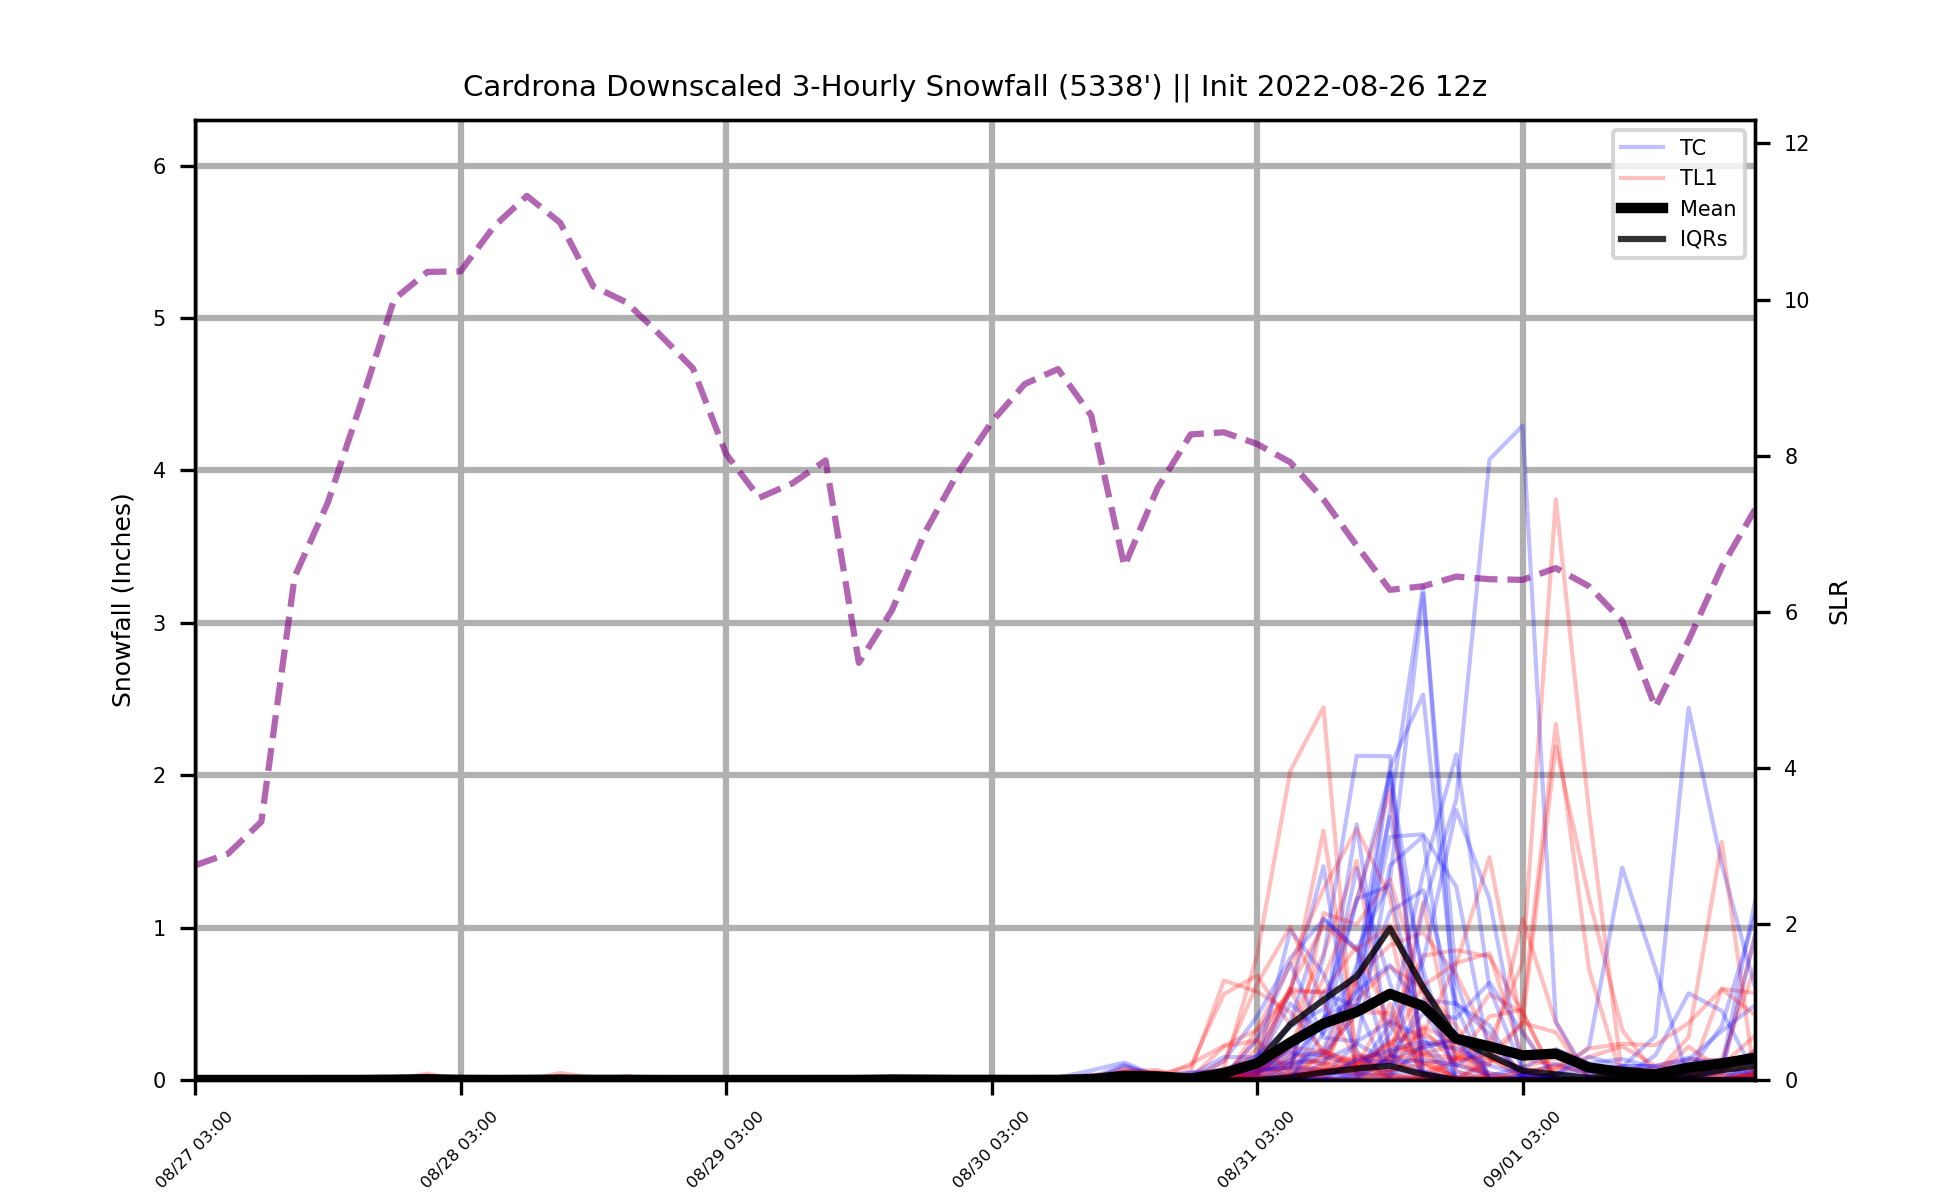 Cardrona Downscaled 3-Hourly Snowfall (5338') || Init 2022-08-26 12z
TC
TL1
Mean
IQRs
Snowfall (Inches)
6
5
4
3
2
1
0
12
10
8
6
4
2
0
SLR
08/27 03:00
08/28 03:00
08/29 03:00
08/30 03:00
08/31 03:00
09/01 03:00